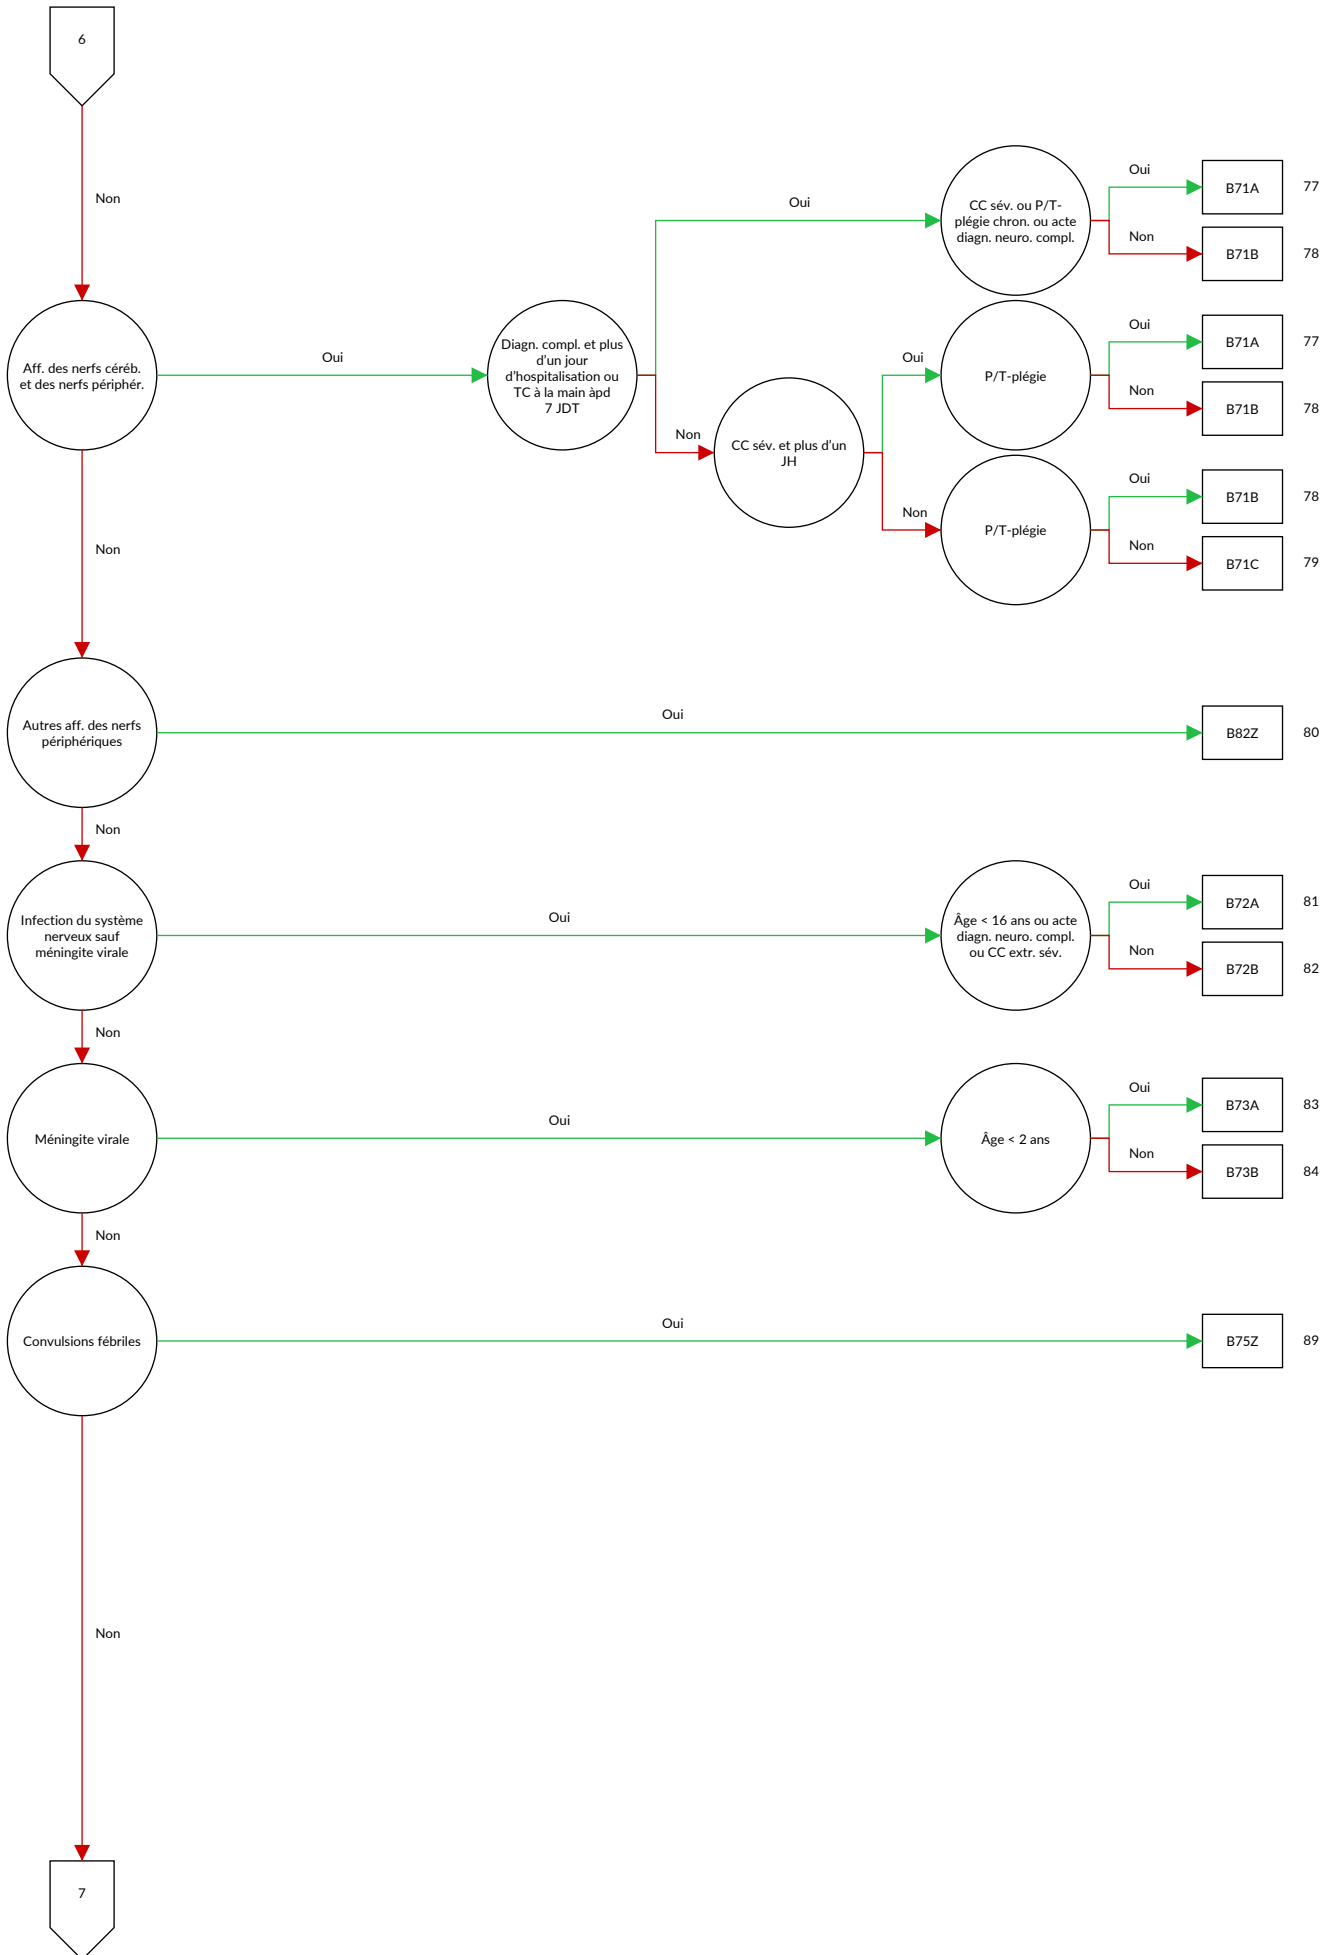 6
Non
Aff. des nerfs céréb.
et des nerfs périphér.
Oui
Diagn. compl. et plus
d'un jour
d'hospitalisation ou
TC à la main àpd
7 JDT
Oui
CC sév. ou P/T-
plégie chron. ou acte
diagn. neuro. compl.
Oui
B71A
77
Non
B71B
78
Non
CC sév. et plus d'un
JH
Oui
P/T-plégie
Oui
B71A
77
Non
B71B
78
Non
P/T-plégie
Oui
B71B
78
Non
B71C
79
Non
Autres aff. des nerfs
périphériques
Oui
B82Z
80
Non
Infection du système
nerveux sauf
méningite virale
Oui
Âge < 16 ans ou acte
diagn. neuro. compl.
ou CC extr. sév.
Oui
B72A
81
Non
B72B
82
Non
Méningite virale
Oui
Âge < 2 ans
Oui
B73A
83
Non
B73B
84
Non
Convulsions fébriles
Oui
B75Z
89
Non
7